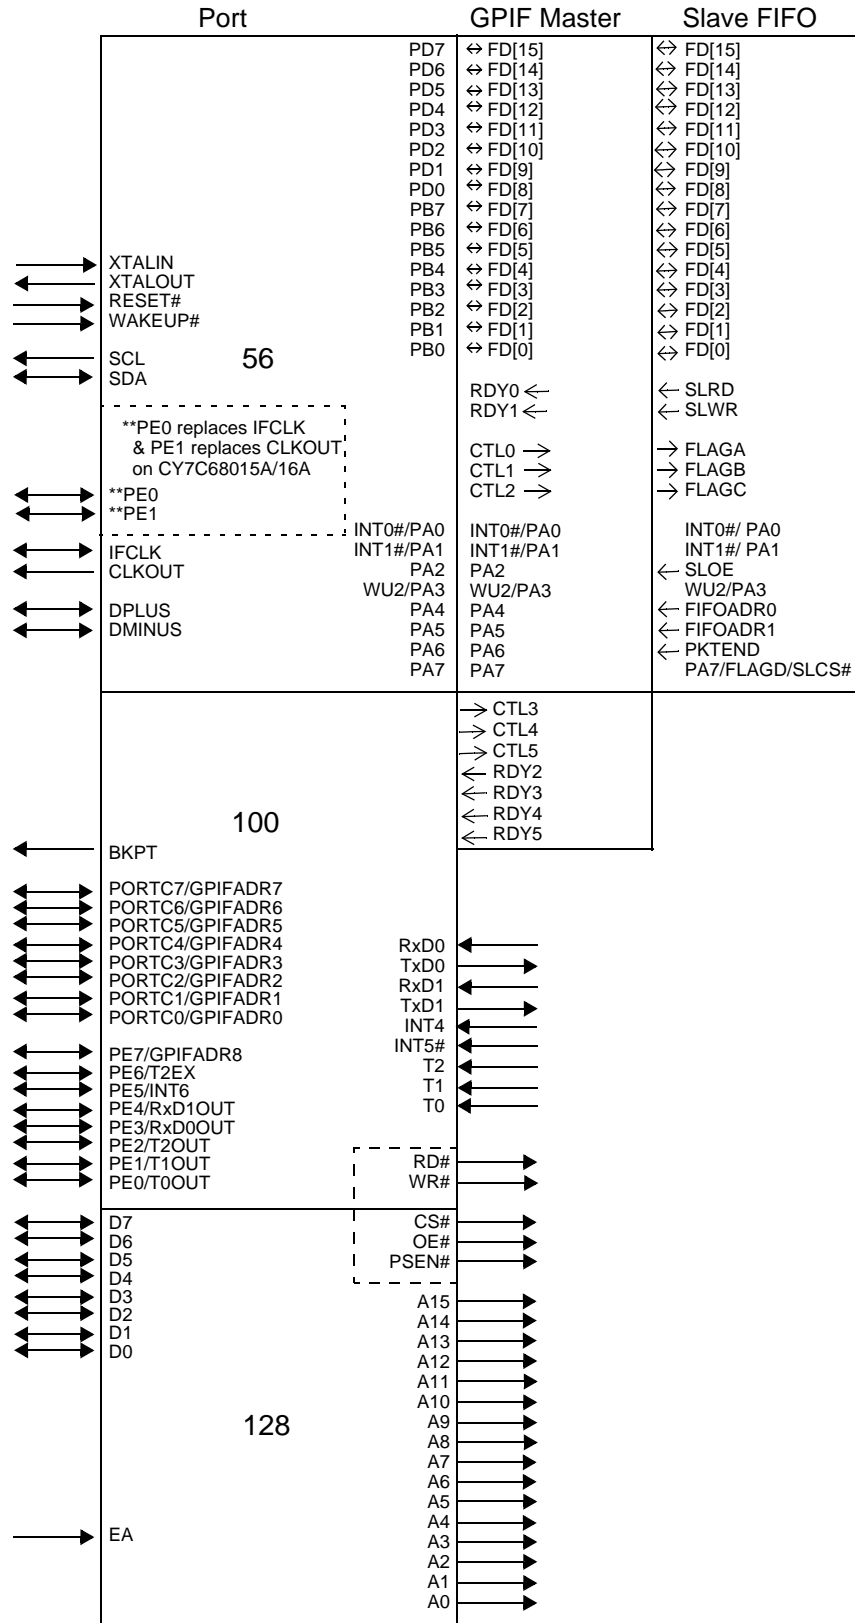 Port GPIF Master Slave FIFO
PD7 ↔ FD[15] ↔ FD[15]
PD6 ↔ FD[14] ↔ FD[14]
PD5 ↔ FD[13] ↔ FD[13]
PD4 ↔ FD[12] ↔ FD[12]
PD3 ↔ FD[11] ↔ FD[11]
PD2 ↔ FD[10] ↔ FD[10]
PD1 ↔ FD[9] ↔ FD[9]
PD0 ↔ FD[8] ↔ FD[8]
PB7 ↔ FD[7] ↔ FD[7]
PB6 ↔ FD[6] ↔ FD[6]
PB5 ↔ FD[5] ↔ FD[5]
PB4 ↔ FD[4] ↔ FD[4]
PB3 ↔ FD[3] ↔ FD[3]
PB2 ↔ FD[2] ↔ FD[2]
PB1 ↔ FD[1] ↔ FD[1]
PB0 ↔ FD[0] ↔ FD[0]
XTALIN
XTALOUT
RESET#
WAKEUP#
SCL
SDA
56
RDY0 ← ← SLRD
RDY1 ← ← SLWR
CTL0 → → FLAGA
CTL1 → → FLAGB
CTL2 → → FLAGC
**PE0 replaces IFCLK
& PE1 replaces CLKOUT
on CY7C68015A/16A
**PE0
**PE1
IFCLK
CLKOUT
DPLUS
DMINUS
INT0#/PA0 INT0#/PA0 INT0#/ PA0
INT1#/PA1 INT1#/PA1 INT1#/ PA1
PA2 PA2 ← SLOE
WU2/PA3 WU2/PA3 WU2/PA3
PA4 PA4 ← FIFOADR0
PA5 PA5 ← FIFOADR1
PA6 PA6 ← PKTEND
PA7 PA7 PA7/FLAGD/SLCS#
→ CTL3
→ CTL4
→ CTL5
← RDY2
← RDY3
← RDY4
← RDY5
100
BKPT
PORTC7/GPIFADR7
PORTC6/GPIFADR6
PORTC5/GPIFADR5
PORTC4/GPIFADR4
PORTC3/GPIFADR3
PORTC2/GPIFADR2
PORTC1/GPIFADR1
PORTC0/GPIFADR0
PE7/GPIFADR8
PE6/T2EX
PE5/INT6
PE4/RxD1OUT
PE3/RxD0OUT
PE2/T2OUT
PE1/T1OUT
PE0/T0OUT
RxD0
TxD0
RxD1
TxD1
INT4
INT5#
T2
T1
T0
RD#
WR#
CS#
OE#
PSEN#
D7
D6
D5
D4
D3
D2
D1
D0
128
EA
A15
A14
A13
A12
A11
A10
A9
A8
A7
A6
A5
A4
A3
A2
A1
A0